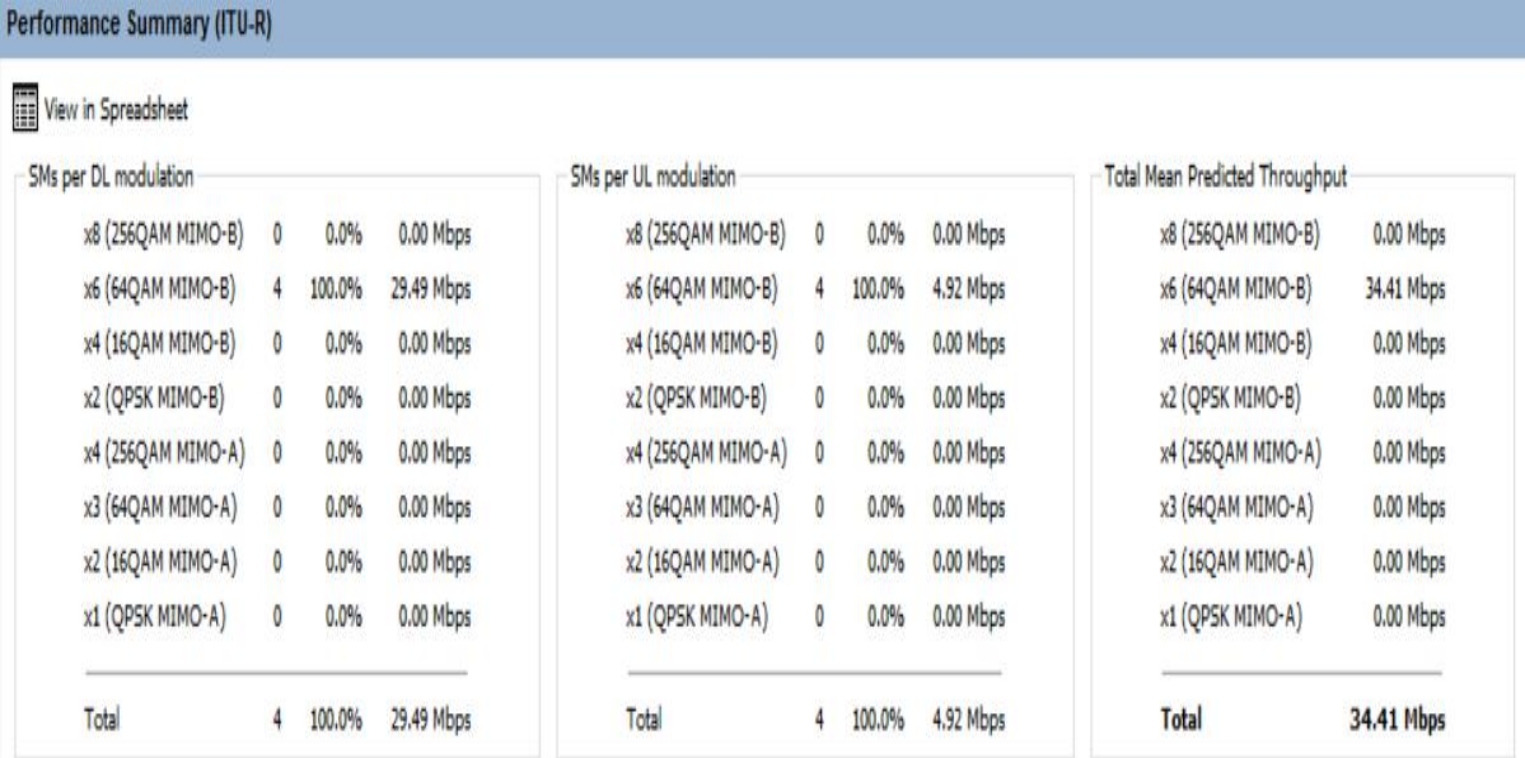 Performance Summary (ITU-R)
View in Spreadsheet
SMs per DL modulation
x8 (256QAM MIMO-B) 0 0.0% 0.00 Mbps
x6 (64QAM MIMO-B) 4 100.0% 29.49 Mbps
x4 (16QAM MIMO-B) 0 0.0% 0.00 Mbps
x2 (QPSK MIMO-B) 0 0.0% 0.00 Mbps
x4 (256QAM MIMO-A) 0 0.0% 0.00 Mbps
x3 (64QAM MIMO-A) 0 0.0% 0.00 Mbps
x2 (16QAM MIMO-A) 0 0.0% 0.00 Mbps
x1 (QPSK MIMO-A) 0 0.0% 0.00 Mbps
Total 4 100.0% 29.49 Mbps
SMs per UL modulation
x8 (256QAM MIMO-B) 0 0.0% 0.00 Mbps
x6 (64QAM MIMO-B) 4 100.0% 4.92 Mbps
x4 (16QAM MIMO-B) 0 0.0% 0.00 Mbps
x2 (QPSK MIMO-B) 0 0.0% 0.00 Mbps
x4 (256QAM MIMO-A) 0 0.0% 0.00 Mbps
x3 (64QAM MIMO-A) 0 0.0% 0.00 Mbps
x2 (16QAM MIMO-A) 0 0.0% 0.00 Mbps
x1 (QPSK MIMO-A) 0 0.0% 0.00 Mbps
Total 4 100.0% 4.92 Mbps
Total Mean Predicted Throughput
x8 (256QAM MIMO-B) 0.00 Mbps
x6 (64QAM MIMO-B) 34.41 Mbps
x4 (16QAM MIMO-B) 0.00 Mbps
x2 (QPSK MIMO-B) 0.00 Mbps
x4 (256QAM MIMO-A) 0.00 Mbps
x3 (64QAM MIMO-A) 0.00 Mbps
x2 (16QAM MIMO-A) 0.00 Mbps
x1 (QPSK MIMO-A) 0.00 Mbps
Total 34.41 Mbps